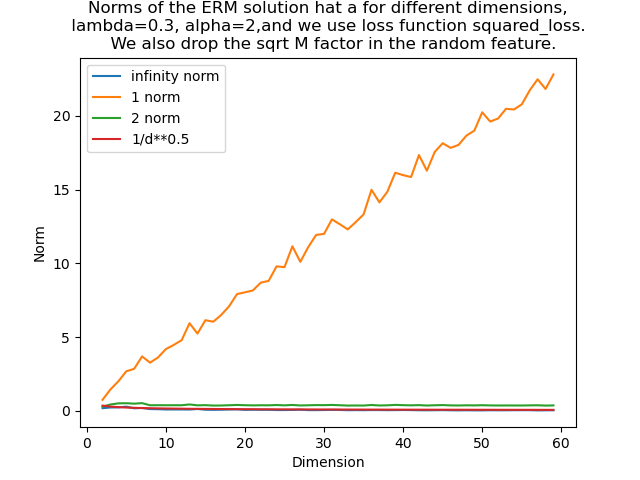 Norms of the ERM solution hat a for different dimensions,
lambda=0.3, alpha=2,and we use loss function squared_loss.
We also drop the sqrt M factor in the random feature.
infinity norm
1 norm
2 norm
1/d**0.5
Norm
20
15
10
5
0
0 10 20 30 40 50 60
Dimension